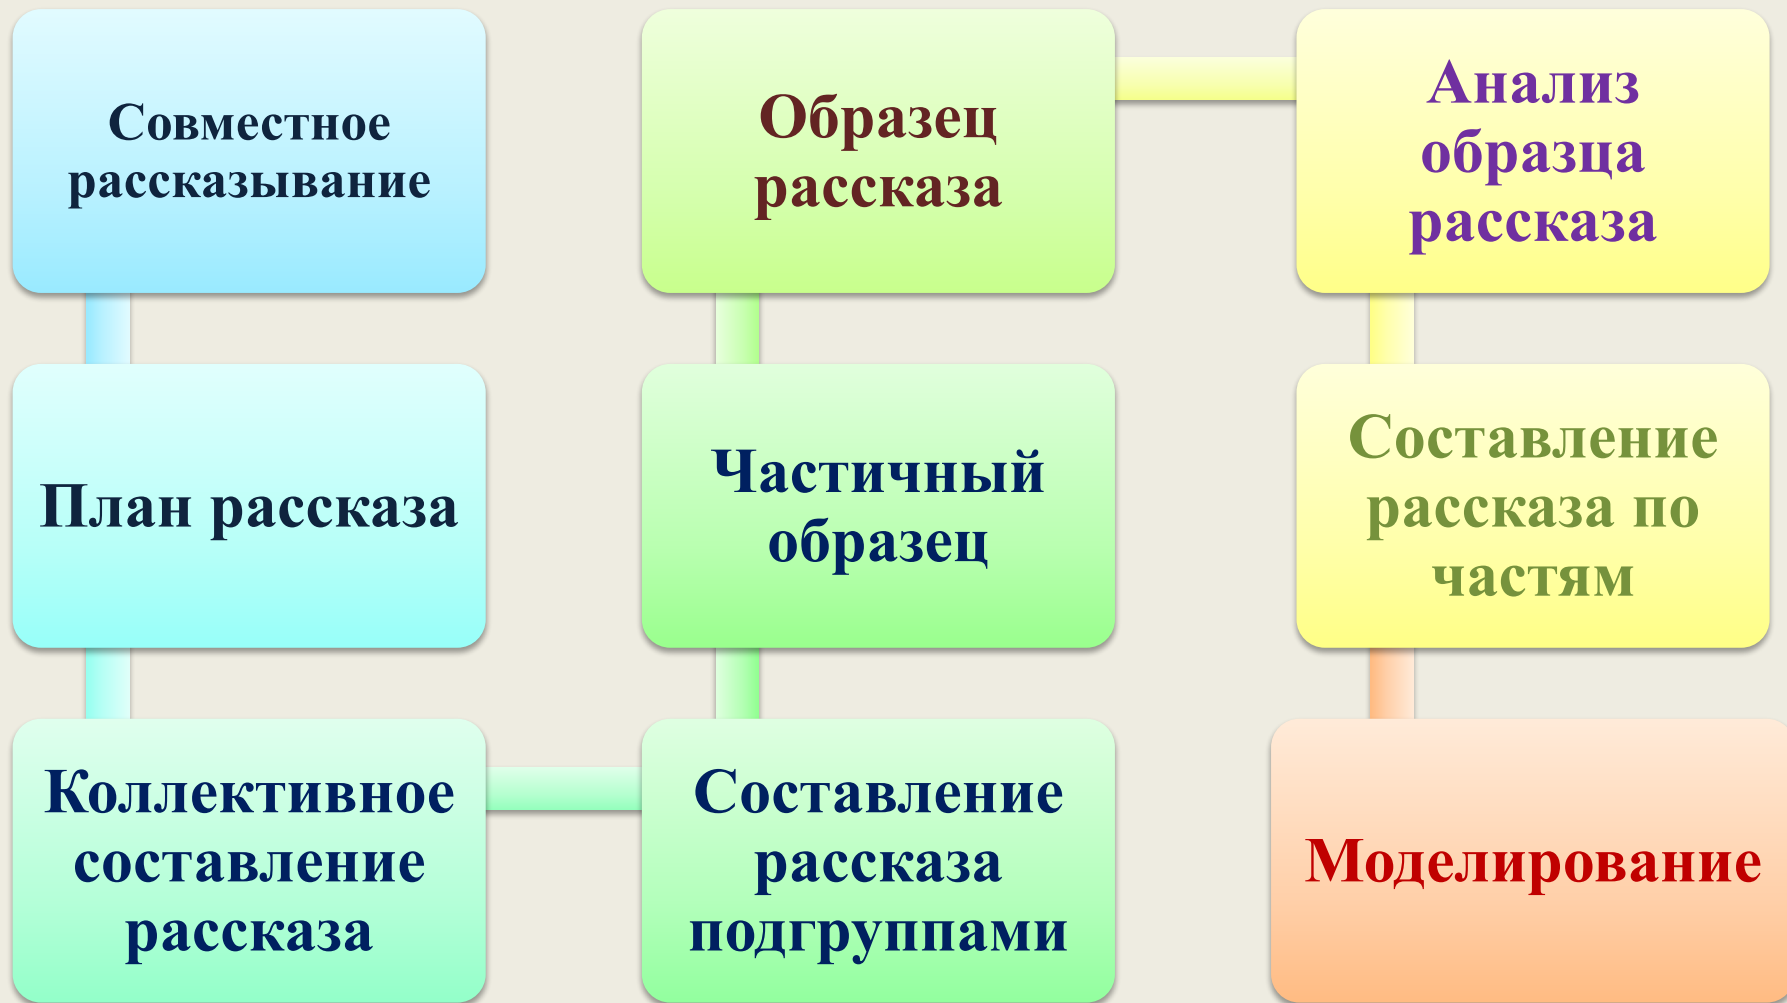 Совместное
рассказывание
План рассказа
Коллективное
составление
рассказа
Составление
рассказа
подгруппами
Частичный
образец
Образец
рассказа
Анализ
образца
рассказа
Составление
рассказа по
частям
Моделирование